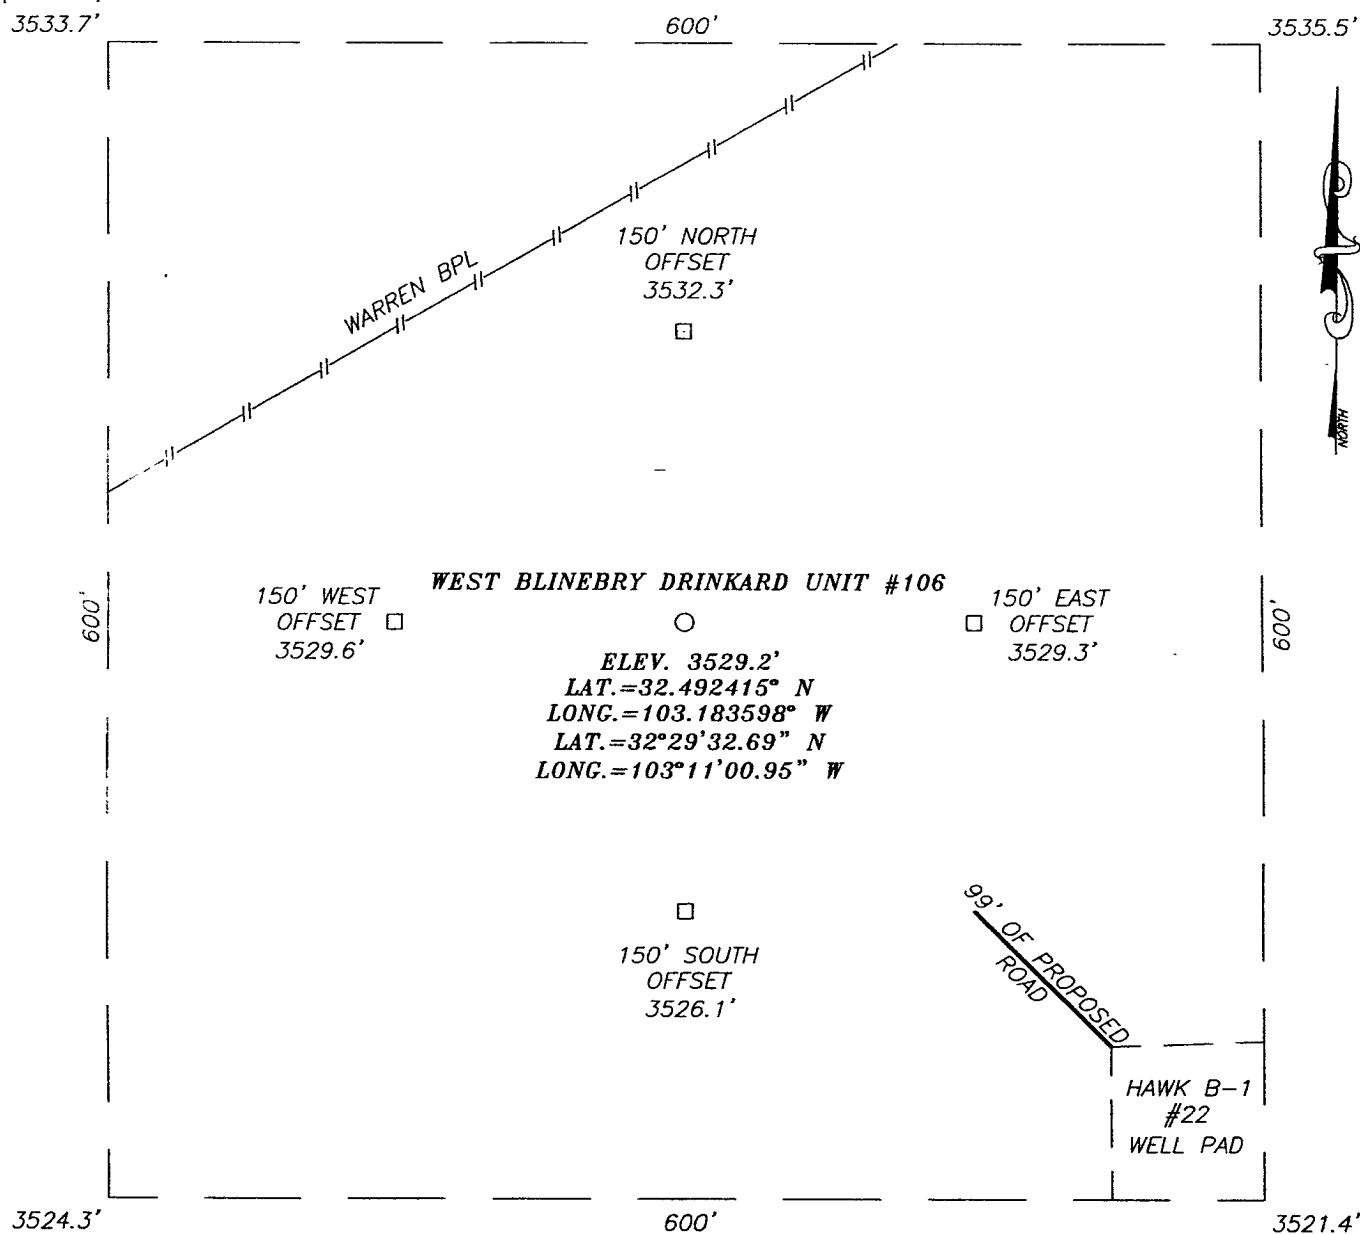 3533.7'
600'
3535.5'
150' NORTH
OFFSET
3532.3'
WARREN BPL
NORTH
WEST BLINEBRY DRINKARD UNIT #106
150' WEST
OFFSET
3529.6'
150' EAST
OFFSET
3529.3'
600'
600'
ELEV. 3529.2'
LAT.=32.492415° N
LONG.=103.183598° W
LAT.=32°29'32.69" N
LONG.=103°11'00.95" W
150' SOUTH
OFFSET
3526.1'
99' OF PROPOSED
ROAD
HAWK B-1
#22
WELL PAD
3524.3'
600'
3521.4'